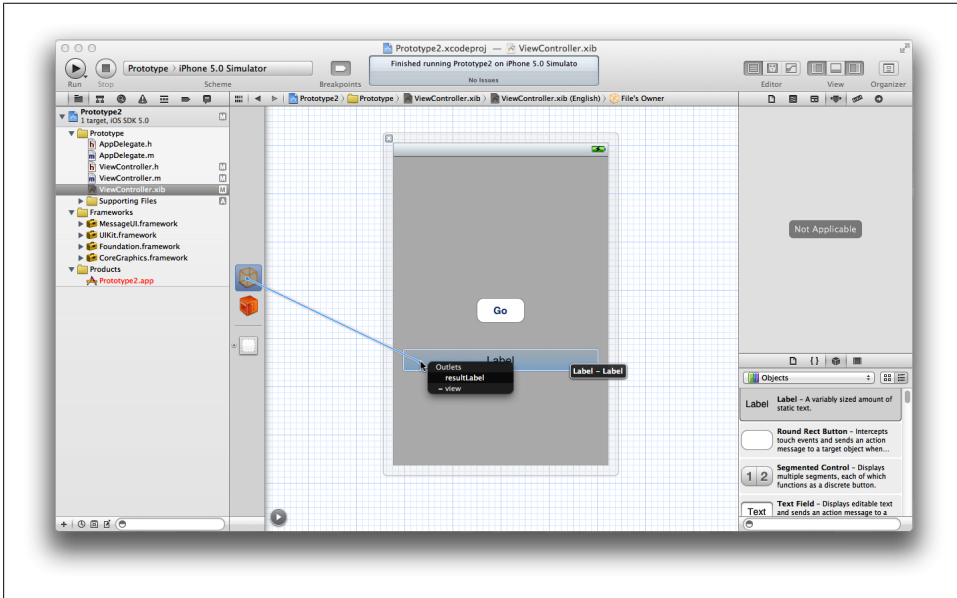 Prototype2.xcodeproj — ViewController.xib
Prototype 〉 iPhone 5.0 Simulator
Finished running Prototype2 on iPhone 5.0 Simulato
No Issues
Run Stop Scheme Breakpoints Editor View Organizer
Prototype2 〉 Prototype 〉 ViewController.xib 〉 ViewController.xib (English) 〉 File's Owner
Prototype2
1 target, iOS SDK 5.0
Prototype
AppDelegate.h
AppDelegate.m
ViewController.h
ViewController.m
ViewController.xib
Supporting Files
Frameworks
MessageUI.framework
UIKit.framework
Foundation.framework
CoreGraphics.framework
Products
Prototype2.app
Go
Label
Outlets
resultLabel
– view
Label – Label
Not Applicable
Objects
Label
Label – A variably sized amount of
static text.
Round Rect Button – Intercepts
touch events and sends an action
message to a target object when...
1 2
Segmented Control – Displays
multiple segments, each of which
functions as a discrete button.
Text
Text Field – Displays editable text
and sends an action message to a